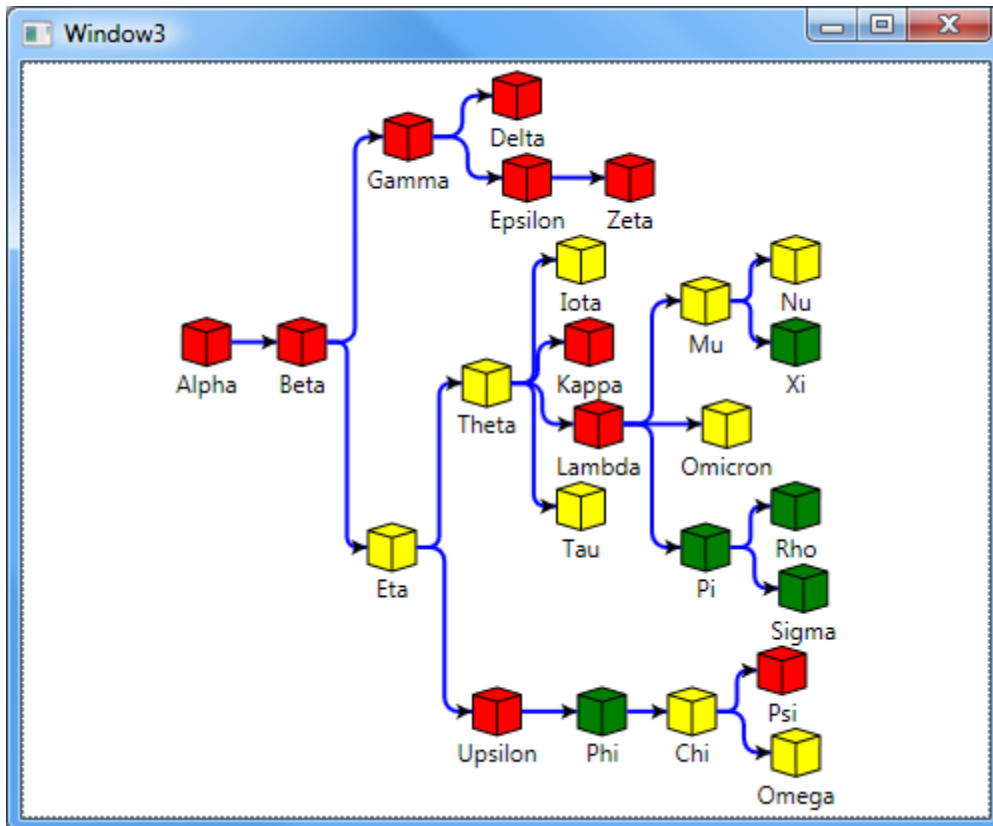 Window3
Delta
Gamma
Epsilon
Zeta
Iota
Nu
Mu
Alpha
Beta
Kappa
Xi
Theta
Lambda
Omicron
Tau
Rho
Eta
Pi
Sigma
Psi
Upsilon
Phi
Chi
Omega